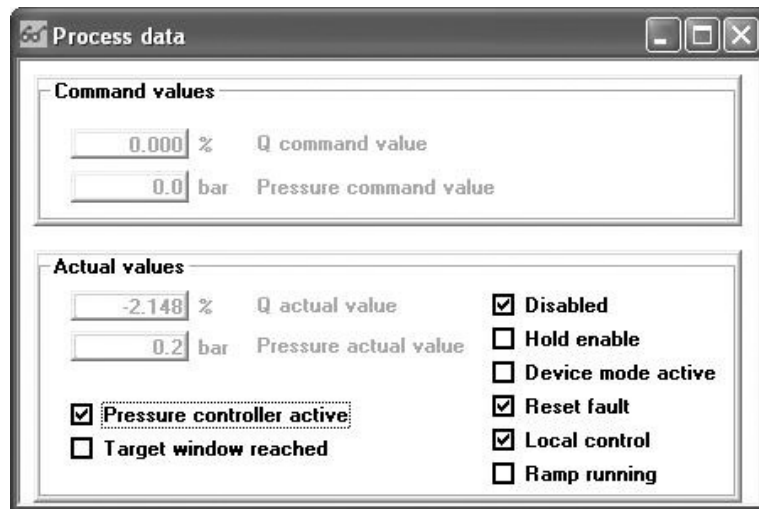 Process data
Command values
0.000 % Q command value
0.0 bar Pressure command value
Actual values
-2.148 % Q actual value
0.2 bar Pressure actual value
Pressure controller active
Target window reached
Disabled
Hold enable
Device mode active
Reset fault
Local control
Ramp running